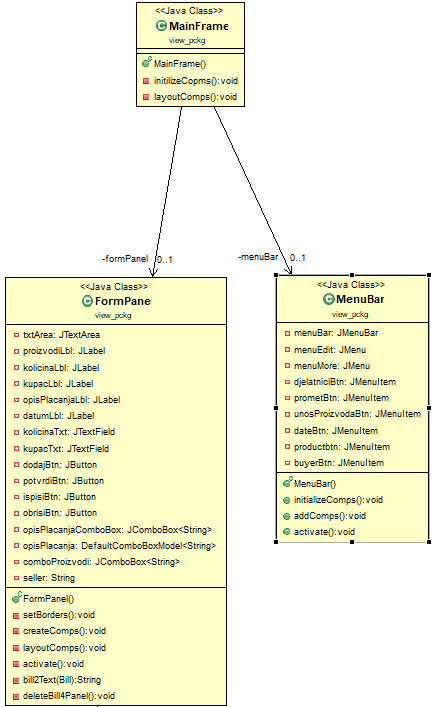 <<Java Class>>
MainFrame
view_pckg
MainFrame()
initilizeCopms():void
layoutComps():void
-formPanel
0..1
-menuBar
0..1
<<Java Class>>
FormPanel
view_pckg
txtArea: JTextArea
proizvodiLbl: JLabel
kolicinaLbl: JLabel
kupacLbl: JLabel
opisPlacanjaLbl: JLabel
datumLbl: JLabel
kolicinaTxt: JTextField
kupacTxt: JTextField
dodajBtn: JButton
potvrdiBtn: JButton
ispisiBtn: JButton
obrisiBtn: JButton
opisPlacanjaComboBox: JComboBox<String>
opisPlacanja: DefaultComboBoxModel<String>
comboProizvodi: JComboBox<String>
seller: String
FormPanel()
setBorders():void
createComps():void
layoutComps():void
activate():void
bill2Text(Bill):String
deleteBill4Panel():void
<<Java Class>>
MenuBar
view_pckg
menuBar: JMenuBar
menuEdit: JMenu
menuMore: JMenu
djelatniciBtn: JMenuItem
prometBtn: JMenuItem
unosProizvodaBtn: JMenuItem
dateBtn: JMenuItem
productbtn: JMenuItem
buyerBtn: JMenuItem
MenuBar()
initializeComps():void
addComps():void
activate():void